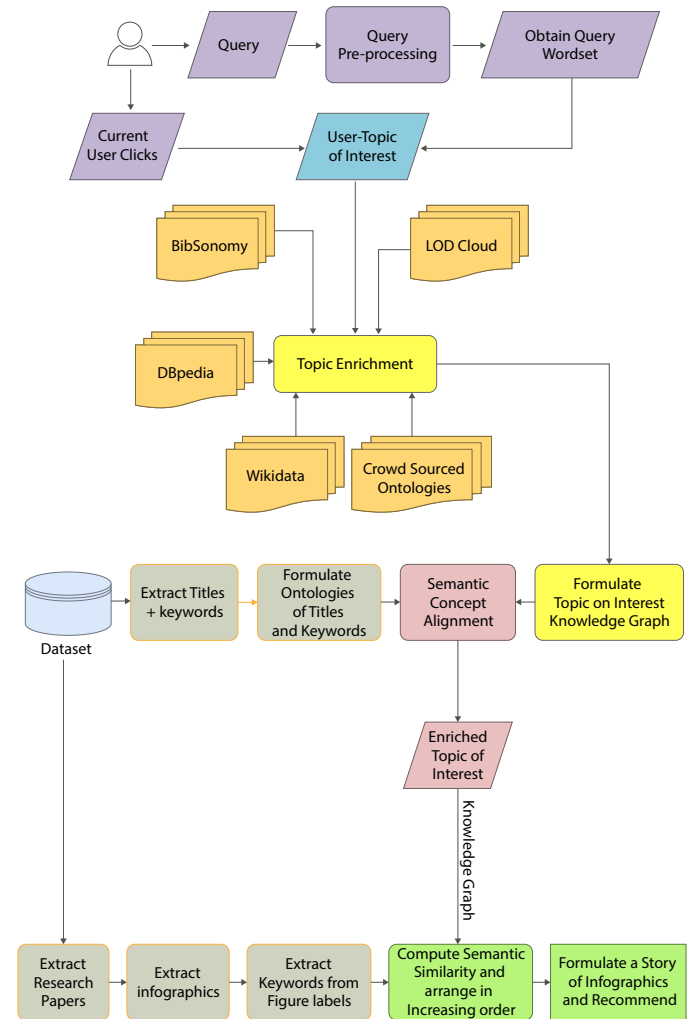 Query
Query
Pre-processing
Obtain Query
Wordset
Current
User Clicks
User-Topic
of Interest
BibSonomy
LOD Cloud
DBpedia
Topic Enrichment
Wikidata
Crowd Sourced
Ontologies
Dataset
Extract Titles
+ keywords
Formulate
Ontologies
of Titles
and Keywords
Semantic
Concept
Alignment
Formulate
Topic on Interest
Knowledge Graph
Enriched
Topic of
Interest
Knowledge Graph
Extract
Research
Papers
Extract
infographics
Extract
Keywords from
Figure labels
Compute Semantic
Similarity and
arrange in
Increasing order
Formulate a Story
of Infographics
and Recommend